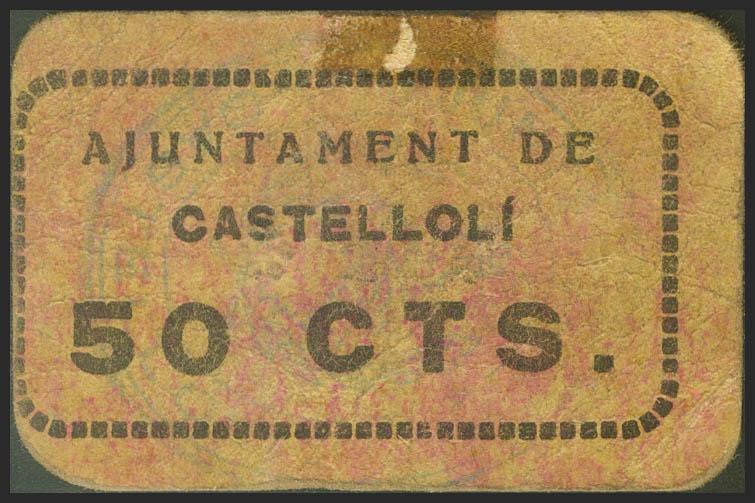 AJUNTAMENT DE
CASTELLOLÍ
50 CTS.